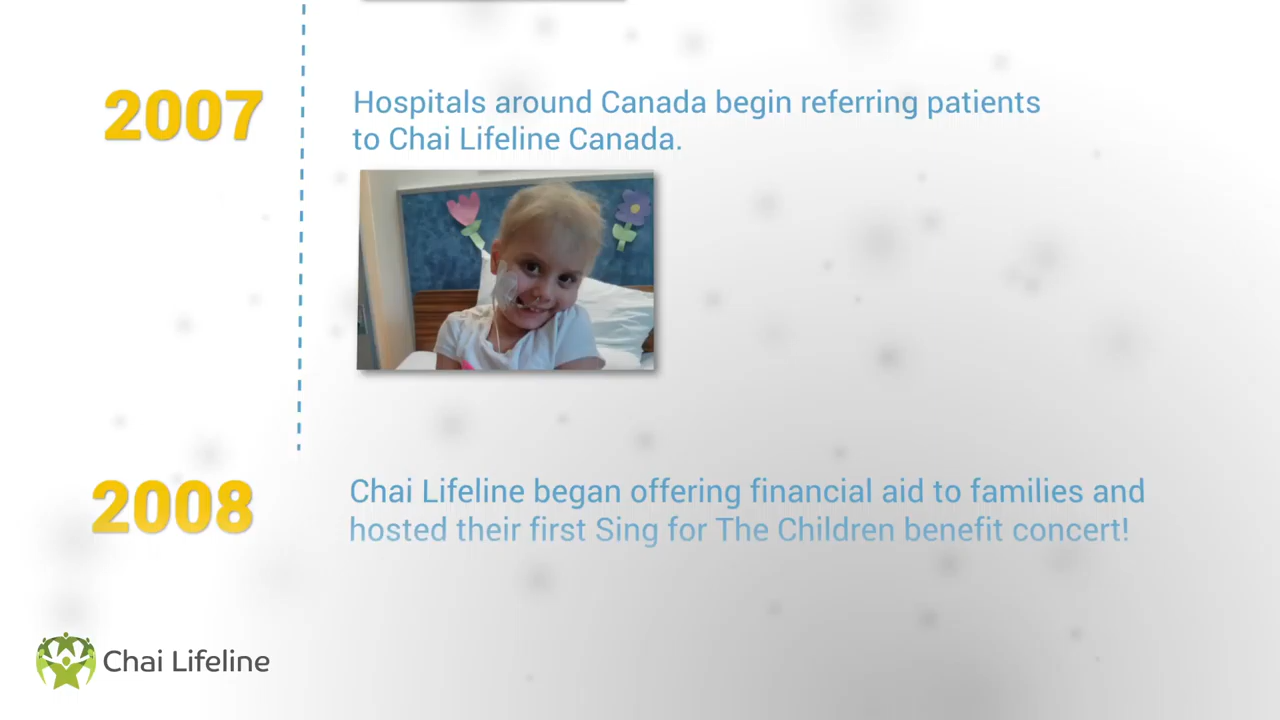 2007
Hospitals around Canada begin referring patients
to Chai Lifeline Canada.
2008
Chai Lifeline began offering financial aid to families and
hosted their first Sing for The Children benefit concert!
Chai Lifeline